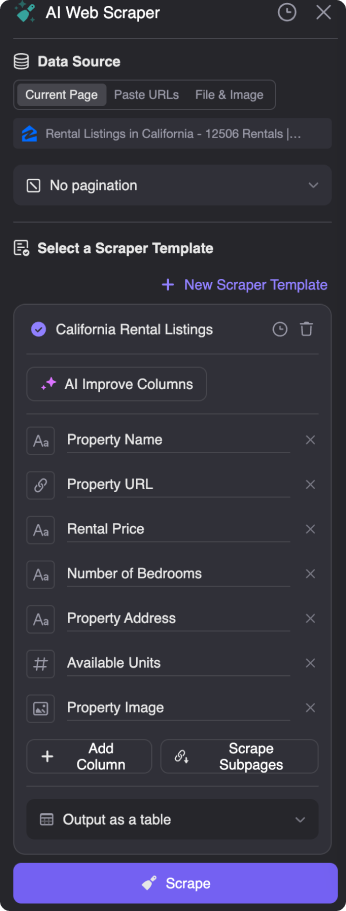 AI Web Scraper
Data Source
Current Page
Paste URLs
File & Image
Rental Listings in California - 12506 Rentals |...
No pagination
Select a Scraper Template
+ New Scraper Template
California Rental Listings
AI Improve Columns
Aa Property Name
Property URL
Aa Rental Price
Aa Number of Bedrooms
Aa Property Address
# Available Units
Property Image
+ Add
Column
Scrape
Subpages
Output as a table
Scrape